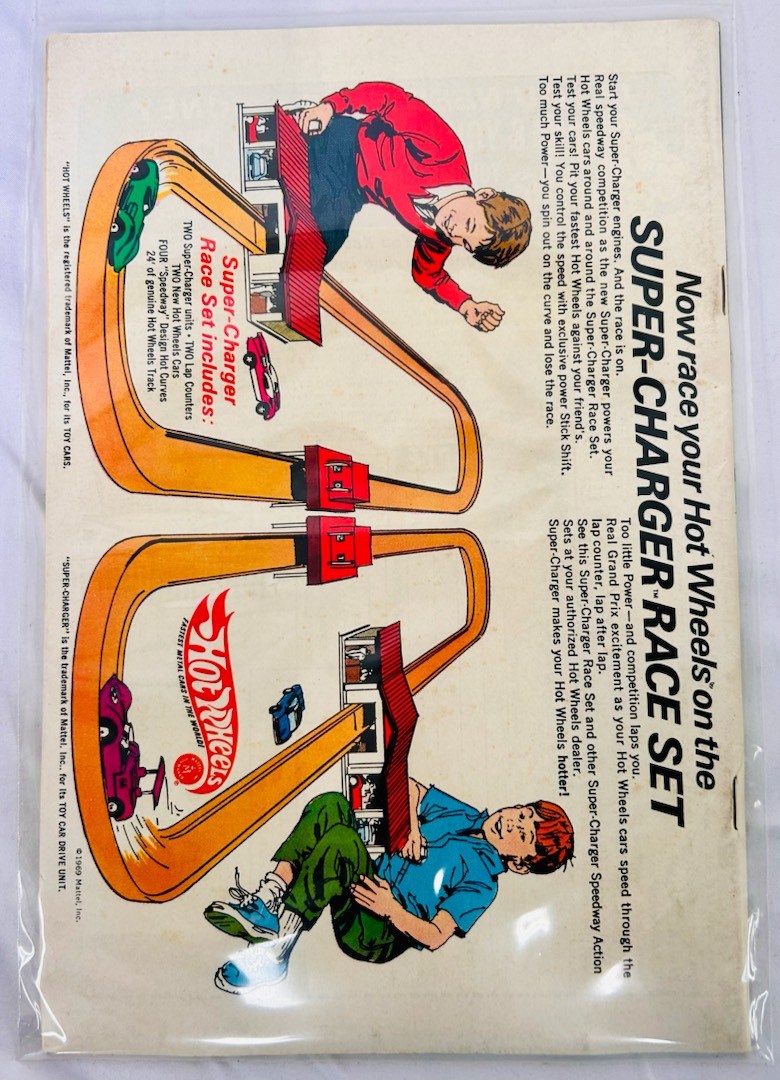 Now race your Hot Wheels® on the
SUPER-CHARGER™ RACE SET
Start your Super-Charger engines. And the race is on.
Real speedway competition as the new Super-Charger powers your
Hot Wheels cars around and around the Super-Charger Race Set.
Test your cars! Pit your fastest Hot Wheels against your friend's.
Test your skill! You control the speed with exclusive power Stick Shift.
Too much Power—you spin out on the curve and lose the race.
Too little Power—and competition laps you.
Real Grand Prix excitement as your Hot Wheels cars speed through the
lap counter, lap after lap.
See this Super-Charger Race Set and other Super-Charger Speedway Action
Sets at your authorized Hot Wheels dealer.
Super-Charger makes your Hot Wheels hotter!
Super-Charger
Race Set includes:
TWO Super-Charger units • TWO Lap Counters
TWO New Hot Wheels Cars
FOUR "Speedway" Design Hot Curves
24' of genuine Hot Wheels Track
HOT WHEELS
FASTEST METAL CARS IN THE WORLD!
©1969 Mattel, Inc.
"HOT WHEELS" is the registered trademark of Mattel, Inc., for its TOY CARS.
"SUPER-CHARGER" is the trademark of Mattel, Inc., for its TOY CAR DRIVE UNIT.